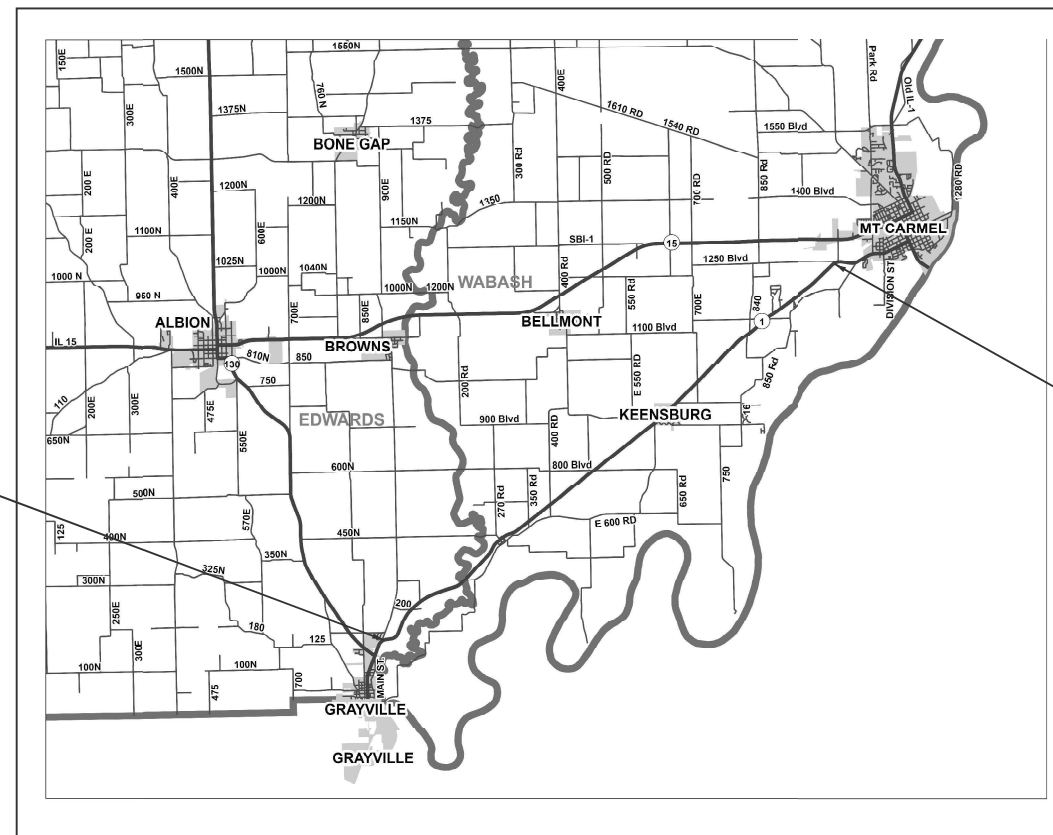 1550N
150E
1500N
300E
1375N
760 N
BONE GAP
1375
400E
300 Rd
1610 RD
1540 RD
500 RD
700 RD
850 Rd
1550 Blvd
Park Rd
Old IL-1
1280 RD
200 E
400E
1200N
1200N
900E
1150N
1350
1400 Blvd
MT CARMEL
200 E
1100N
600E
1025N
1000N
1040N
1000N
1200N
WABASH
SBI-1
15
1250 Blvd
DIVISION ST
1000 N
950 N
ALBION
700E
850E
400 Rd
550 Rd
700E
840
1
BELLMONT
1100 Blvd
IL 15
130
810N
850
BROWNS
750
110
200E
300E
475E
550E
EDWARDS
200 Rd
E 550 RD
850 Rd
KEENSBURG
16
900 Blvd
400 RD
650N
600N
800 Blvd
270 Rd
350 Rd
650 Rd
750
500N
570E
125
400N
450N
E 600 RD
350N
325N
300N
250E
200
180
125
300E
100N
100N
475
700
MAIN ST.
GRAYVILLE
GRAYVILLE